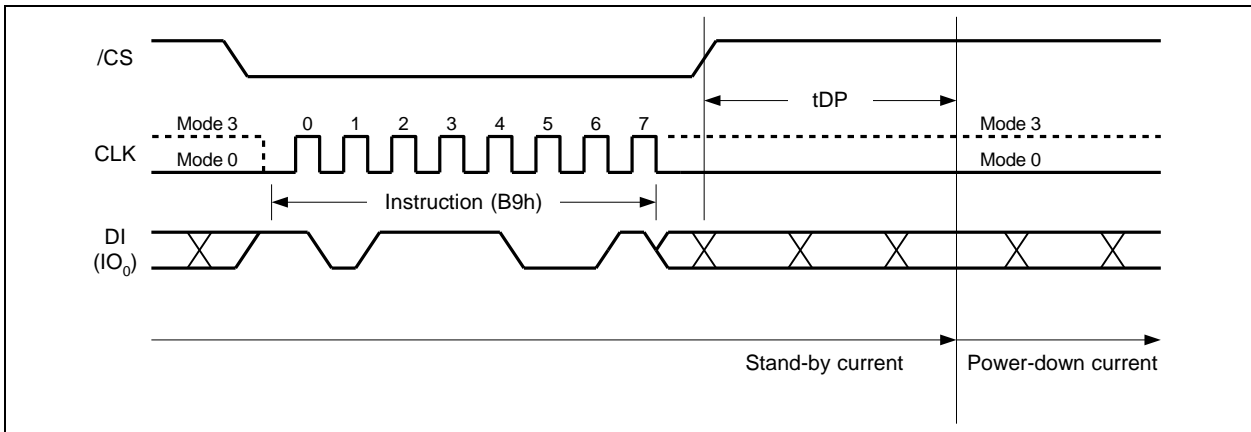 /CS
tDP
Mode 3 0 1 2 3 4 5 6 7 Mode 3
CLK
Mode 0 Mode 0
Instruction (B9h)
DI
(IO0)
Stand-by current Power-down current